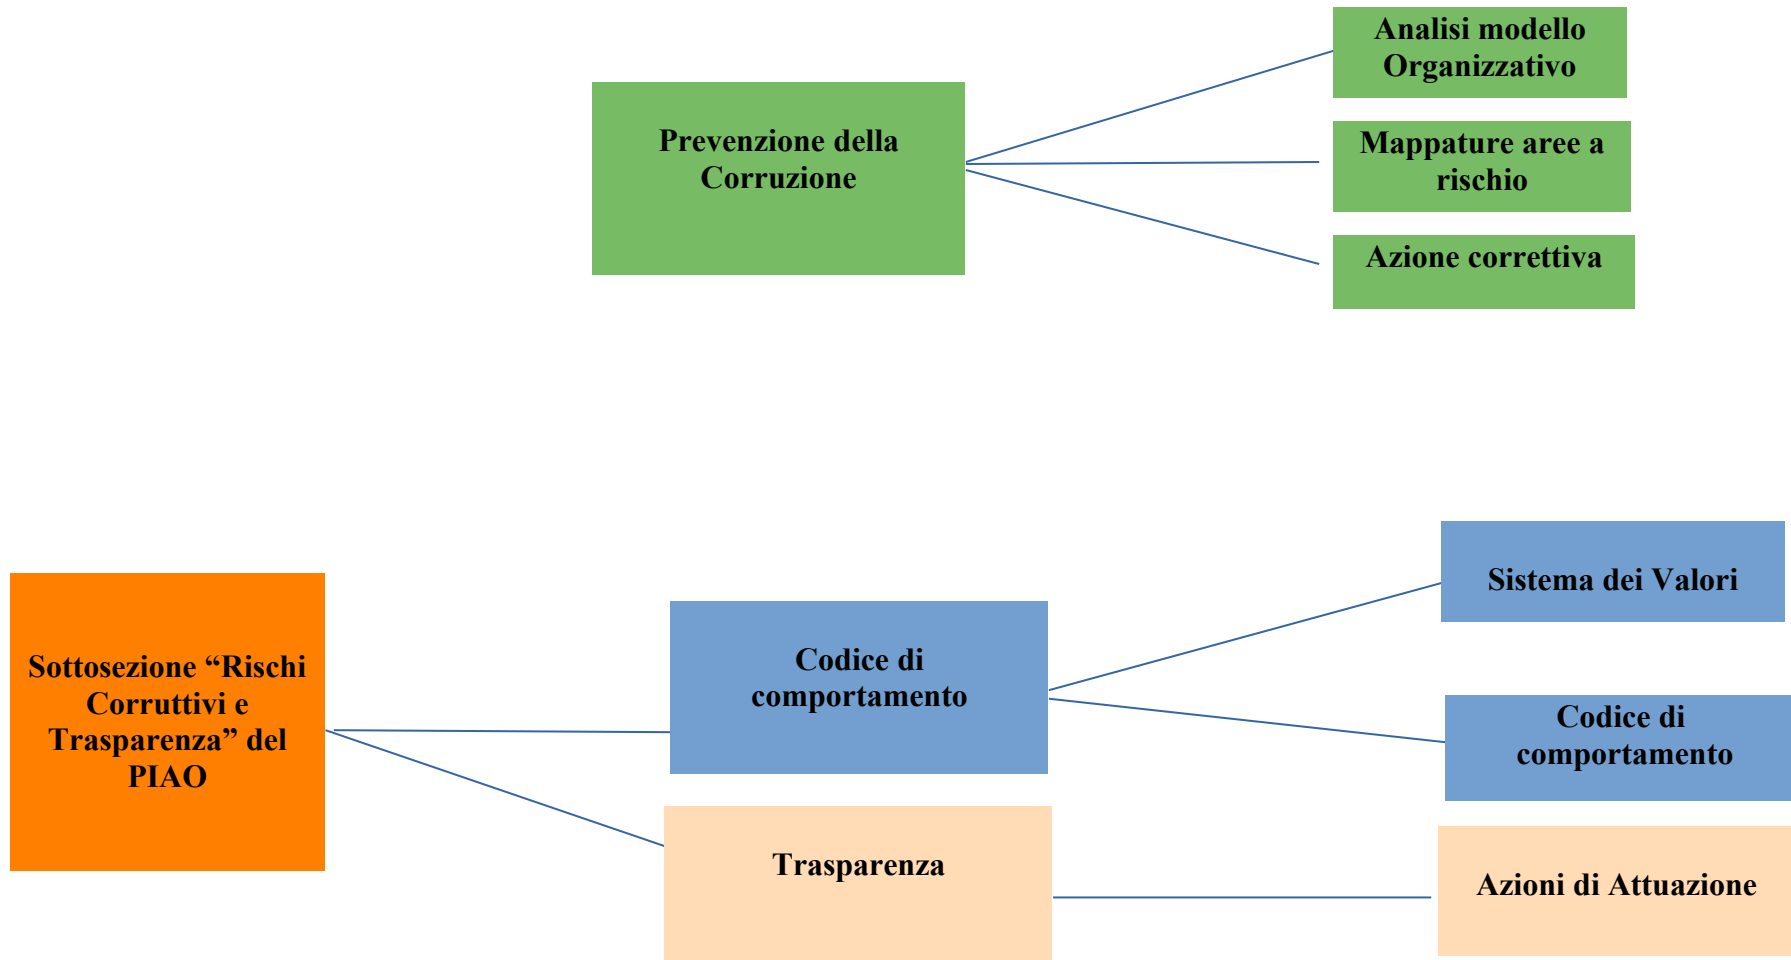 Analisi modello
Organizzativo
Prevenzione della
Corruzione
Mappature aree a
rischio
Azione correttiva
Sottosezione “Rischi
Corruttivi e
Trasparenza” del
PIAO
Codice di
comportamento
Sistema dei Valori
Codice di
comportamento
Trasparenza
Azioni di Attuazione